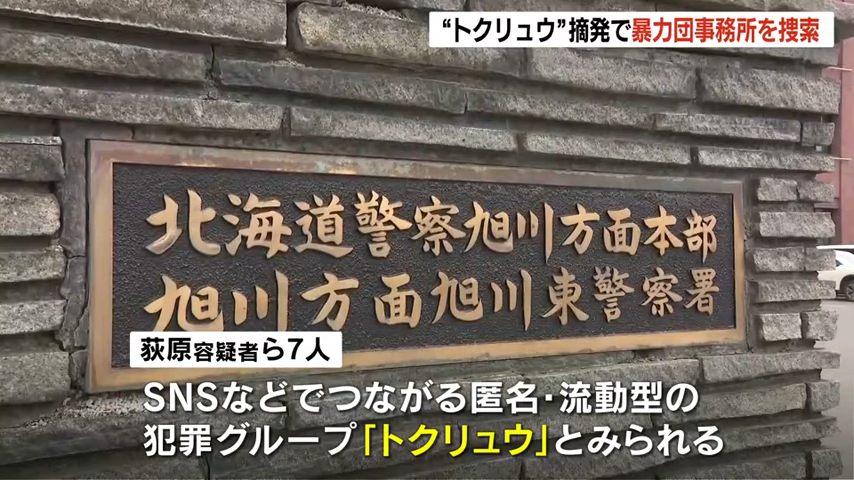 “トクリュウ”摘発で暴力団事務所を捜索
北海道警察旭川方面本部
旭川方面旭川東警察署
荻原容疑者ら7人
SNSなどでつながる匿名・流動型の
犯罪グループ「トクリュウ」とみられる